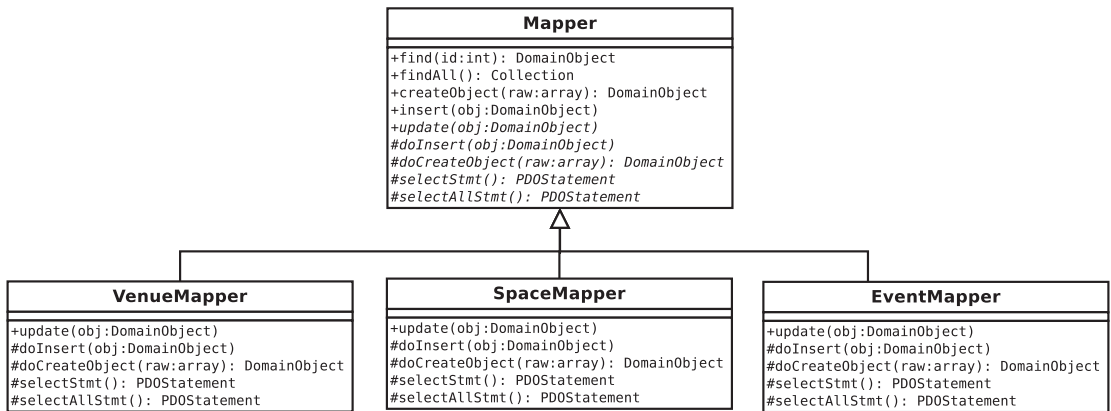 Mapper
+find(id:int): DomainObject
+findAll(): Collection
+createObject(raw:array): DomainObject
+insert(obj:DomainObject)
+update(obj:DomainObject)
#doInsert(obj:DomainObject)
#doCreateObject(raw:array): DomainObject
#selectStmt(): PDOStatement
#selectAllStmt(): PDOStatement
VenueMapper
+update(obj:DomainObject)
#doInsert(obj:DomainObject)
#doCreateObject(raw:array): DomainObject
#selectStmt(): PDOStatement
#selectAllStmt(): PDOStatement
SpaceMapper
+update(obj:DomainObject)
#doInsert(obj:DomainObject)
#doCreateObject(raw:array): DomainObject
#selectStmt(): PDOStatement
#selectAllStmt(): PDOStatement
EventMapper
+update(obj:DomainObject)
#doInsert(obj:DomainObject)
#doCreateObject(raw:array): DomainObject
#selectStmt(): PDOStatement
#selectAllStmt(): PDOStatement